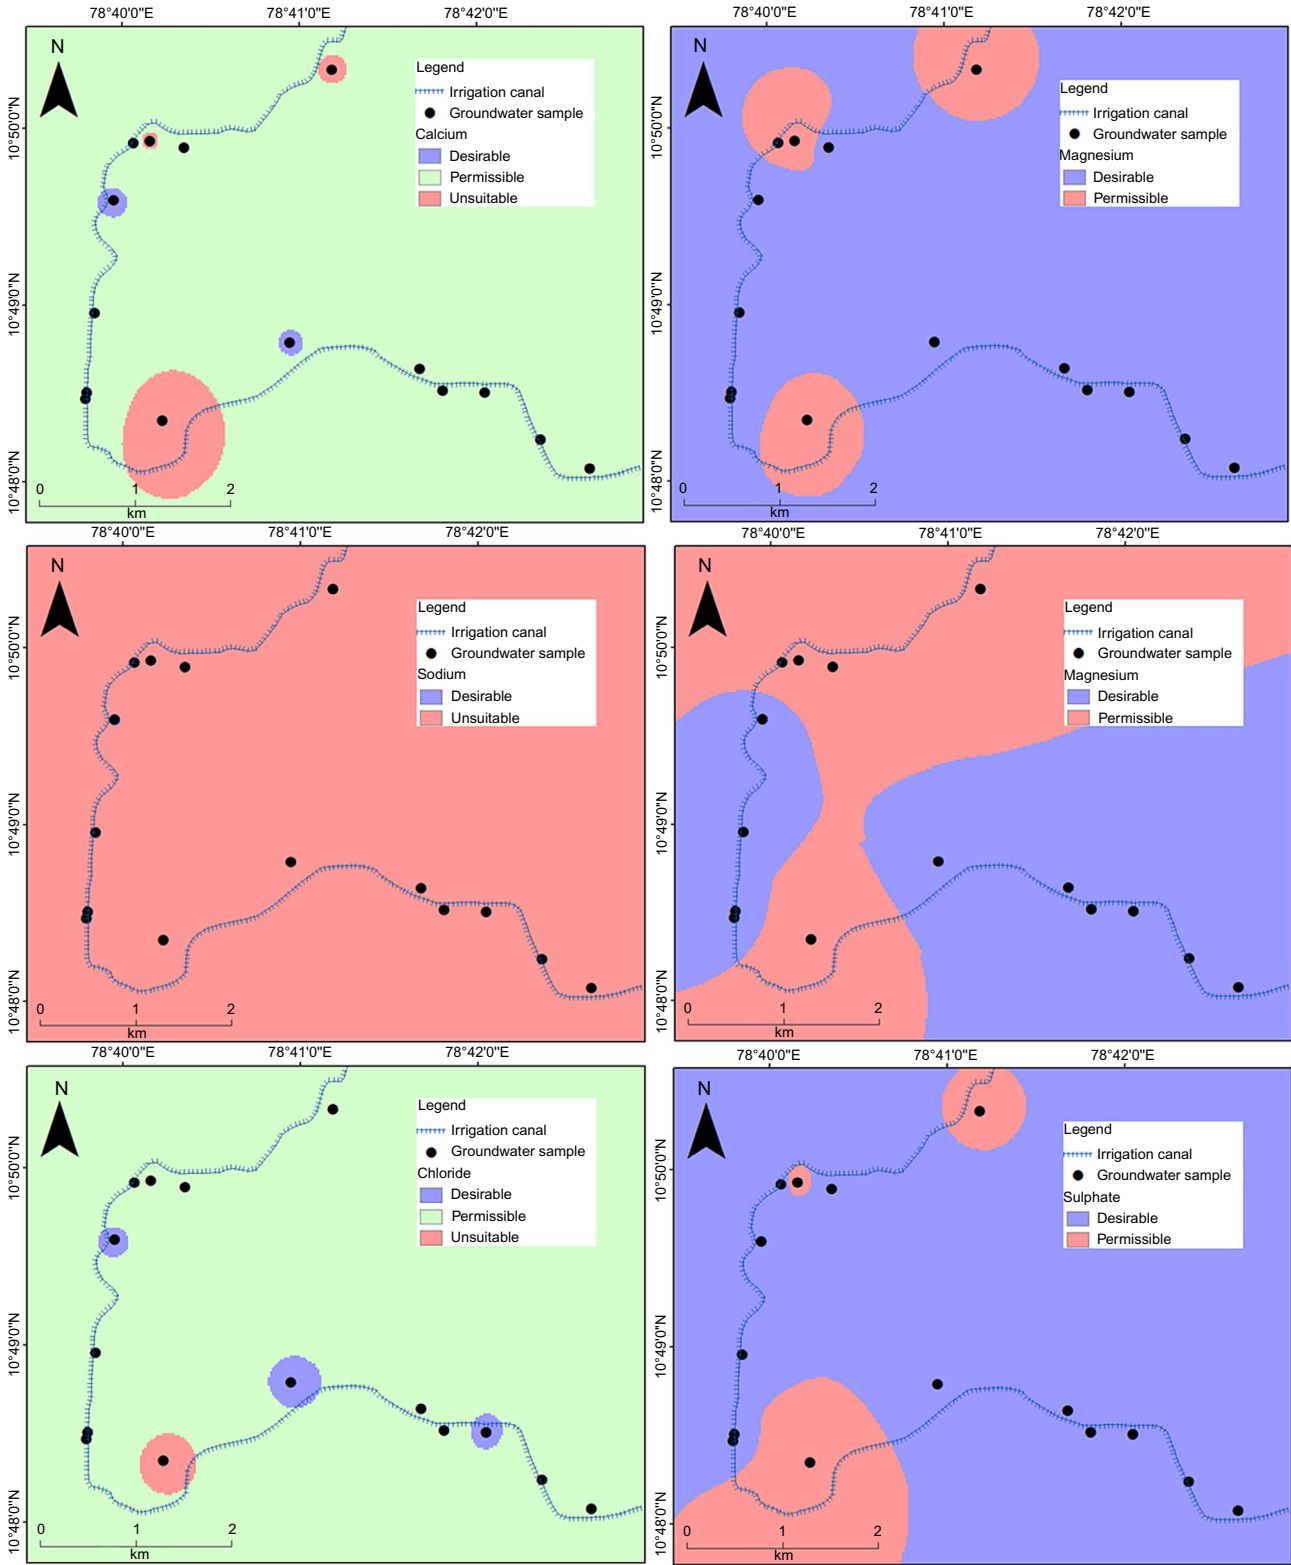 78°40'0"E 78°41'0"E 78°42'0"E
N
10°50'0"N
10°49'0"N
10°48'0"N
Legend
Irrigation canal
Groundwater sample
Calcium
Desirable
Permissible
Unsuitable
0 1 2
km
78°40'0"E 78°41'0"E 78°42'0"E
N
10°50'0"N
10°49'0"N
10°48'0"N
Legend
Irrigation canal
Groundwater sample
Magnesium
Desirable
Permissible
0 1 2
km
78°40'0"E 78°41'0"E 78°42'0"E
N
10°50'0"N
10°49'0"N
10°48'0"N
Legend
Irrigation canal
Groundwater sample
Sodium
Desirable
Unsuitable
0 1 2
km
78°40'0"E 78°41'0"E 78°42'0"E
N
10°50'0"N
10°49'0"N
10°48'0"N
Legend
Irrigation canal
Groundwater sample
Magnesium
Desirable
Permissible
0 1 2
km
78°40'0"E 78°41'0"E 78°42'0"E
N
10°50'0"N
10°49'0"N
10°48'0"N
Legend
Irrigation canal
Groundwater sample
Chloride
Desirable
Permissible
Unsuitable
0 1 2
km
78°40'0"E 78°41'0"E 78°42'0"E
N
10°50'0"N
10°49'0"N
10°48'0"N
Legend
Irrigation canal
Groundwater sample
Sulphate
Desirable
Permissible
0 1 2
km